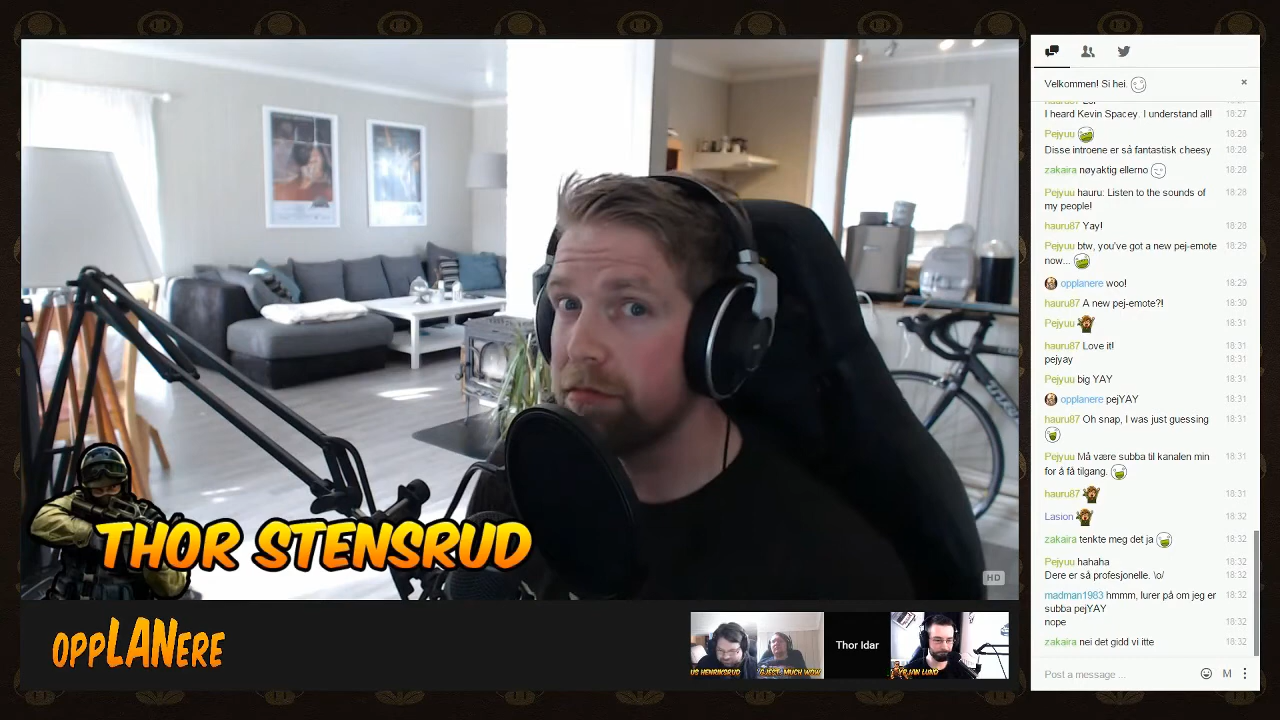 THOR STENSRUD
HD
OPPLANERE
US HENRIKSRUD
GJEST: MUCH WOW
Thor Idar
JAN LUND
Velkommen! Si hei
×
I heard Kevin Spacey. I understand all! 18:27
Pejyuu 18:28
Disse introene er så fantastisk cheesy 18:28
zakaira nøyaktig ellerno 18:28
Pejyuu hauru: Listen to the sounds of 18:28
my people!
hauru87 Yay! 18:28
Pejyuu btw, you've got a new pej-emote 18:29
now...
opplanere woo! 18:29
hauru87 A new pej-emote?! 18:30
Pejyuu 18:31
hauru87 Love it! 18:31
pejyay 18:31
Pejyuu big YAY 18:31
opplanere pejYAY 18:31
hauru87 Oh snap, I was just guessing 18:31
Pejyuu Må være subba til kanalen min 18:31
for å få tilgang.
hauru87 18:31
Lasion 18:32
zakaira tenkte meg det ja 18:32
Pejyuu hahaha 18:32
Dere er så profesjonelle. \o/ 18:32
madman1983 hmmm, lurer på om jeg er 18:32
subba pejYAY
nope 18:32
zakaira nei det gidd vi itte 18:32
Post a message ...
M